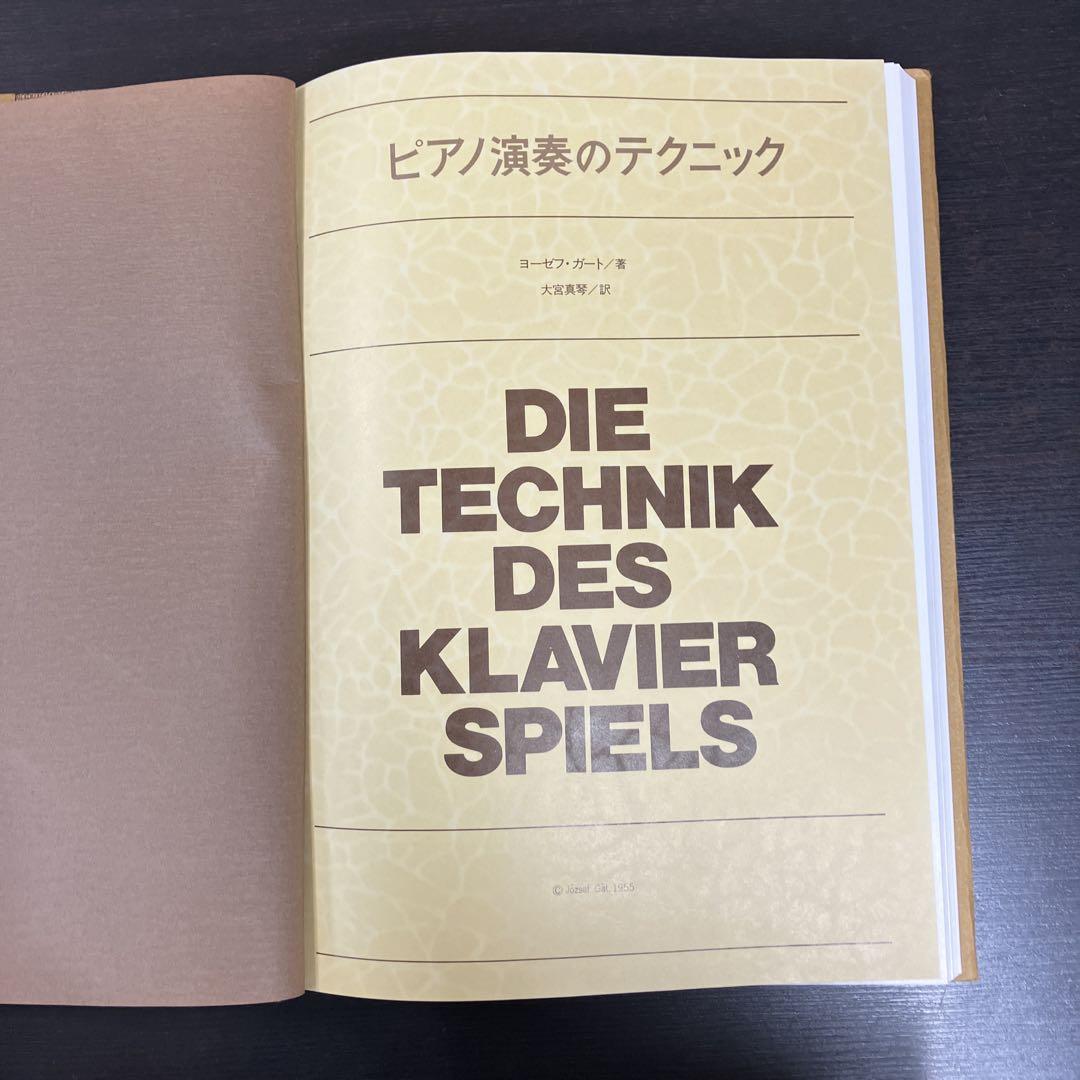 ピアノ演奏のテクニック
ヨーゼフ・ガート／著
大宮真琴／訳
DIE
TECHNIK
DES
KLAVIER
SPIELS
© József Gát, 1955